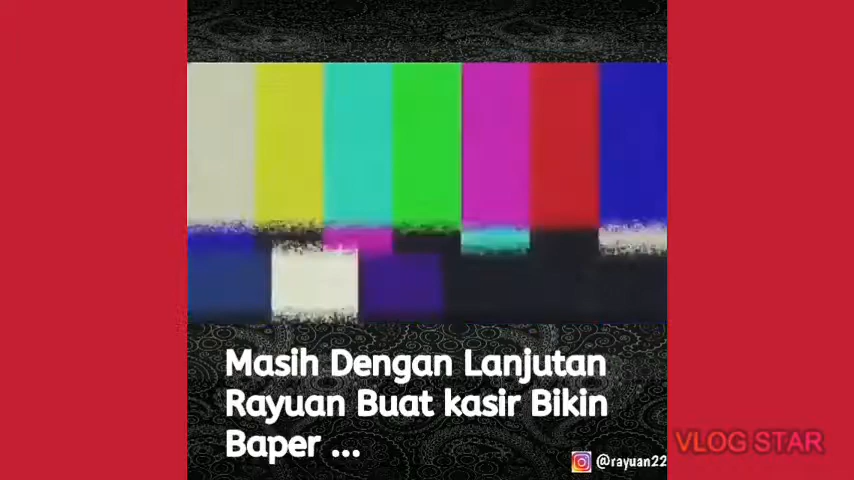 Masih Dengan Lanjutan
Rayuan Buat kasir Bikin
Baper ...
@rayuan22
VLOG STAR